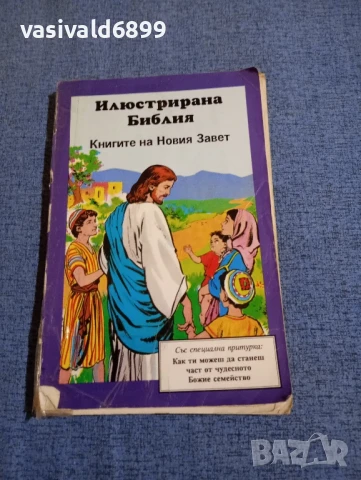 vasivald6899
Илюстрирана
Библия
Книгите на Новия Завет
Със специална притурка:
Как ти можеш да станеш
част от чудесното
Божие семейство
BAZAR